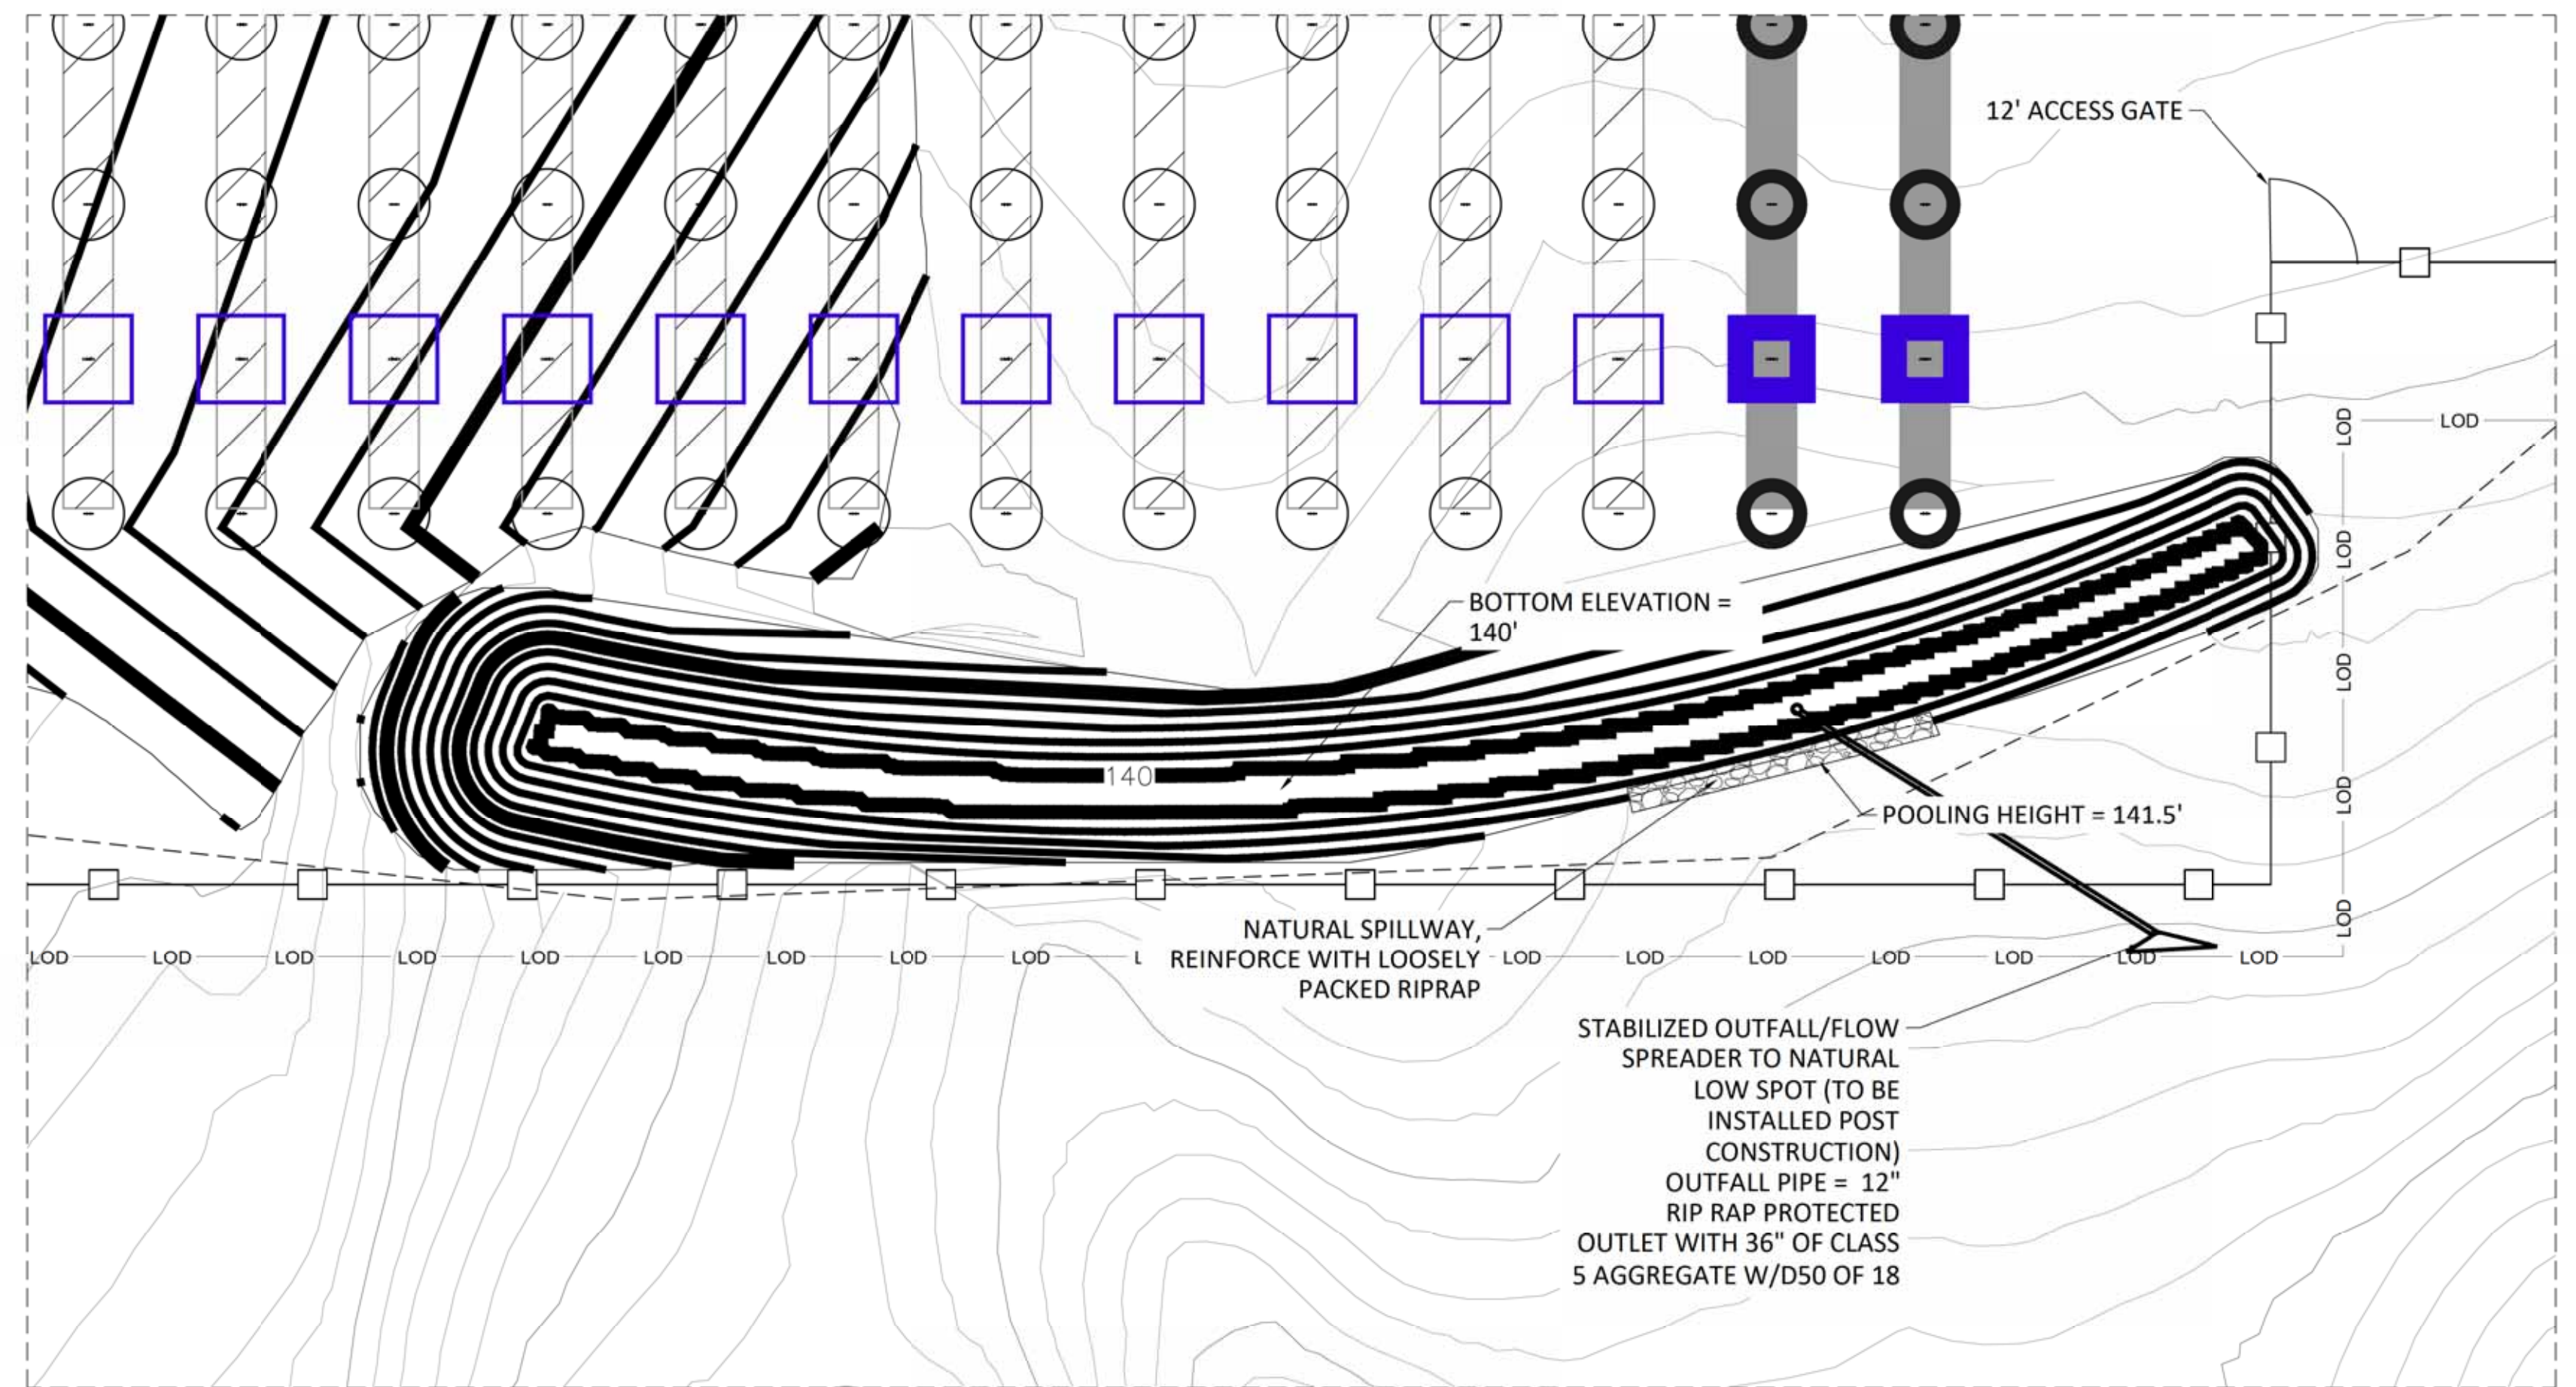 12' ACCESS GATE
LOD
LOD
BOTTOM ELEVATION =
140'
LOD
LOD
140
LOD
POOLING HEIGHT = 141.5'
LOD
NATURAL SPILLWAY,
REINFORCE WITH LOOSELY
PACKED RIPRAP
LOD LOD LOD LOD LOD LOD LOD LOD LOD L LOD LOD LOD LOD LOD LOD LOD
STABILIZED OUTFALL/FLOW
SPREADER TO NATURAL
LOW SPOT (TO BE
INSTALLED POST
CONSTRUCTION)
OUTFALL PIPE = 12"
RIP RAP PROTECTED
OUTLET WITH 36" OF CLASS
5 AGGREGATE W/D50 OF 18